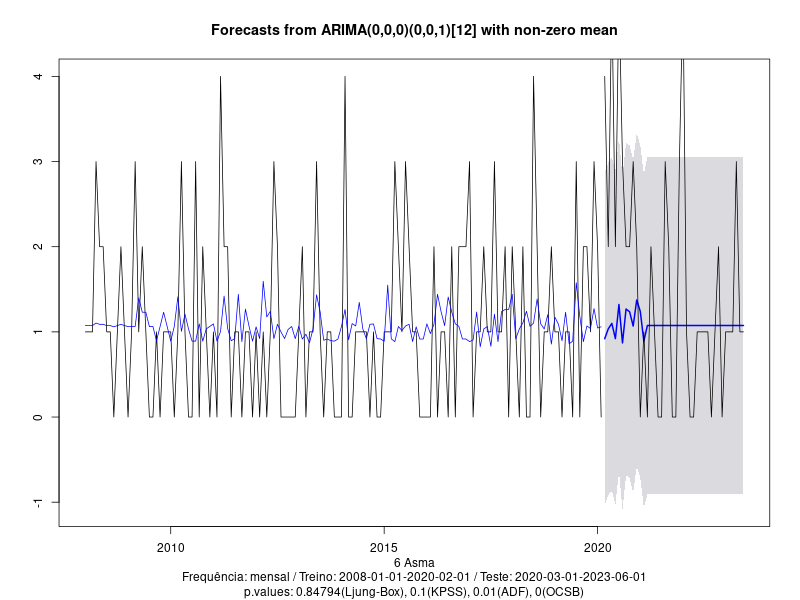 Forecasts from ARIMA(0,0,0)(0,0,1)[12] with non-zero mean
4
3
2
1
0
-1
2010
2015
2020
6 Asma
Frequência: mensal / Treino: 2008-01-01-2020-02-01 / Teste: 2020-03-01-2023-06-01
p.values: 0.84794(Ljung-Box), 0.1(KPSS), 0.01(ADF), 0(OCSB)